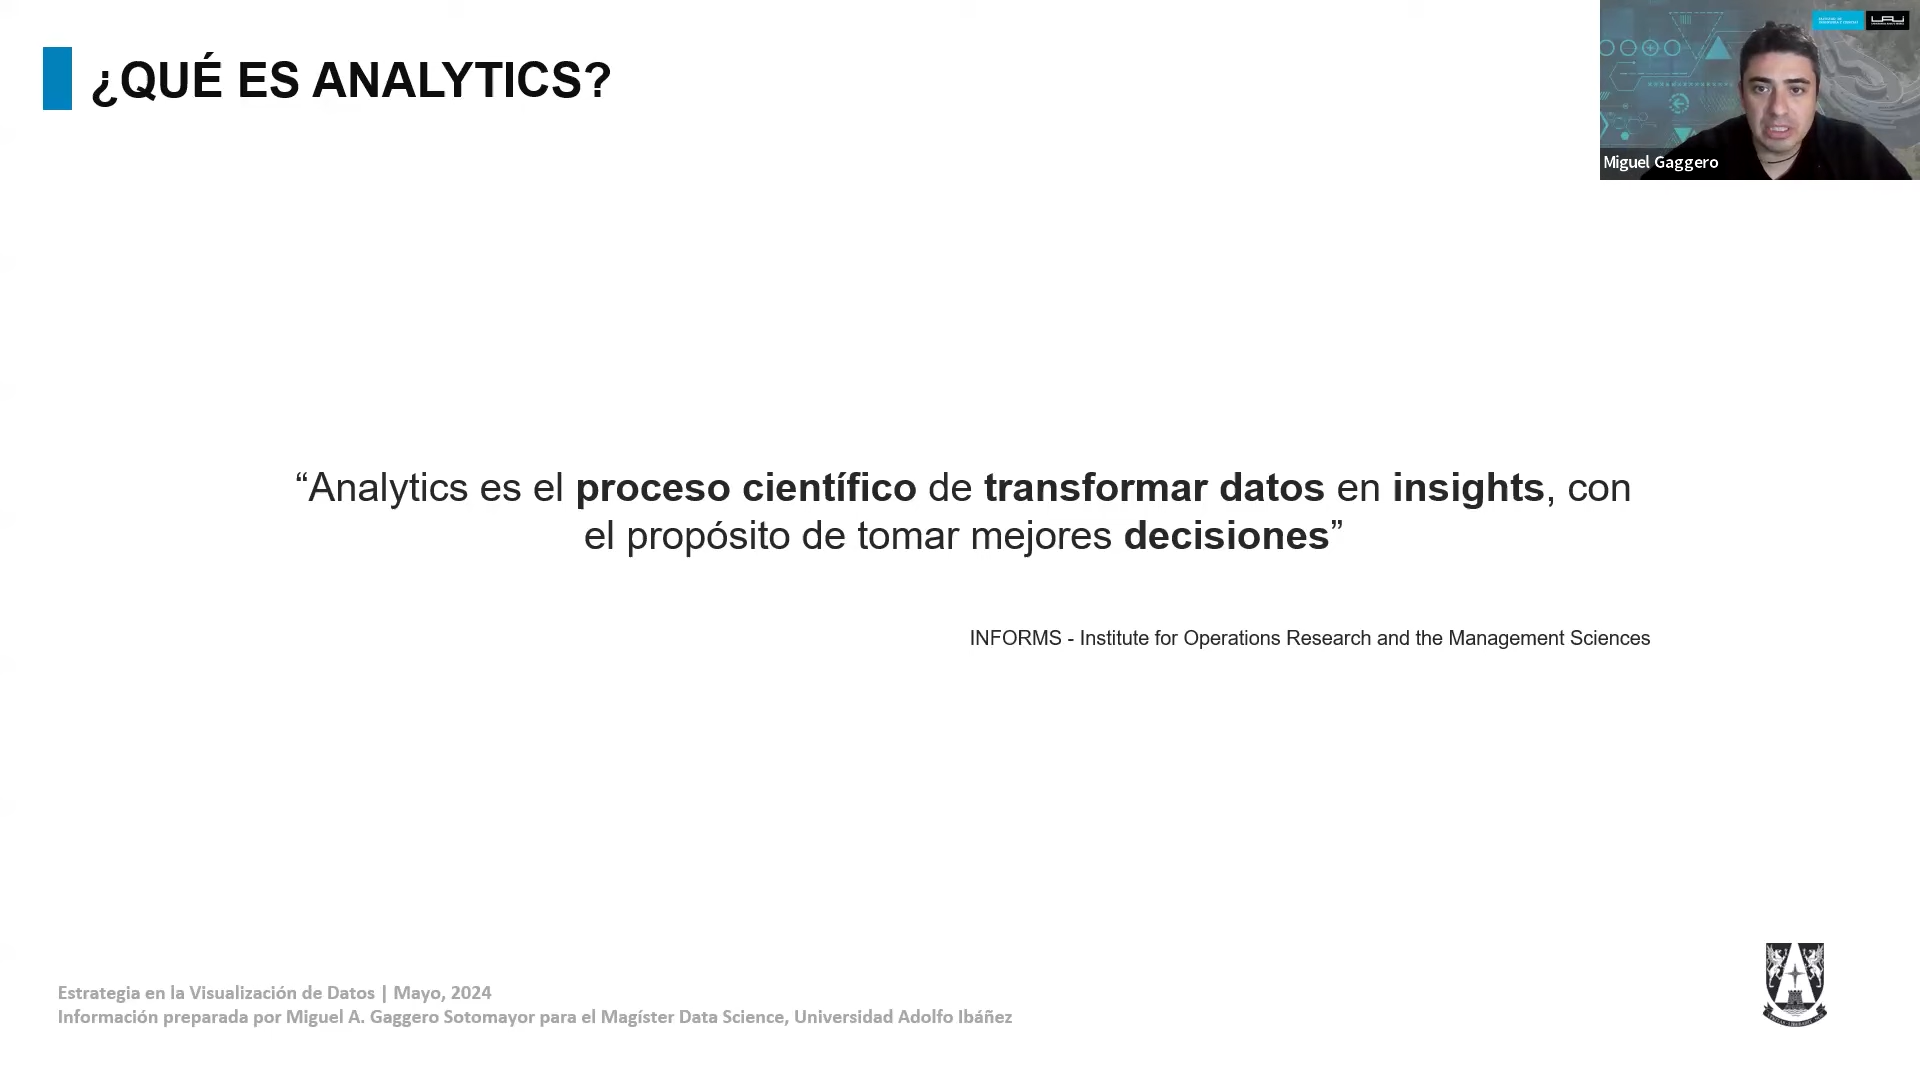 ¿QUÉ ES ANALYTICS?
Miguel Gaggero
“Analytics es el proceso científico de transformar datos en insights, con
el propósito de tomar mejores decisiones”
INFORMS - Institute for Operations Research and the Management Sciences
Estrategia en la Visualización de Datos | Mayo, 2024
Información preparada por Miguel A. Gaggero Sotomayor para el Magíster Data Science, Universidad Adolfo Ibáñez